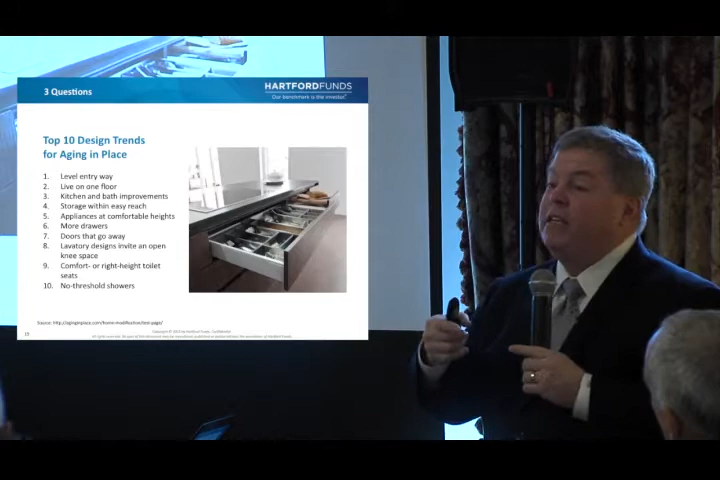 3 Questions
HARTFORDFUNDS
Our benchmark is the investor.®
Top 10 Design Trends
for Aging in Place
1. Level entry way
2. Live on one floor
3. Kitchen and bath improvements
4. Storage within easy reach
5. Appliances at comfortable heights
6. More drawers
7. Doors that go away
8. Lavatory designs invite an open
knee space
9. Comfort- or right-height toilet
seats
10. No-threshold showers